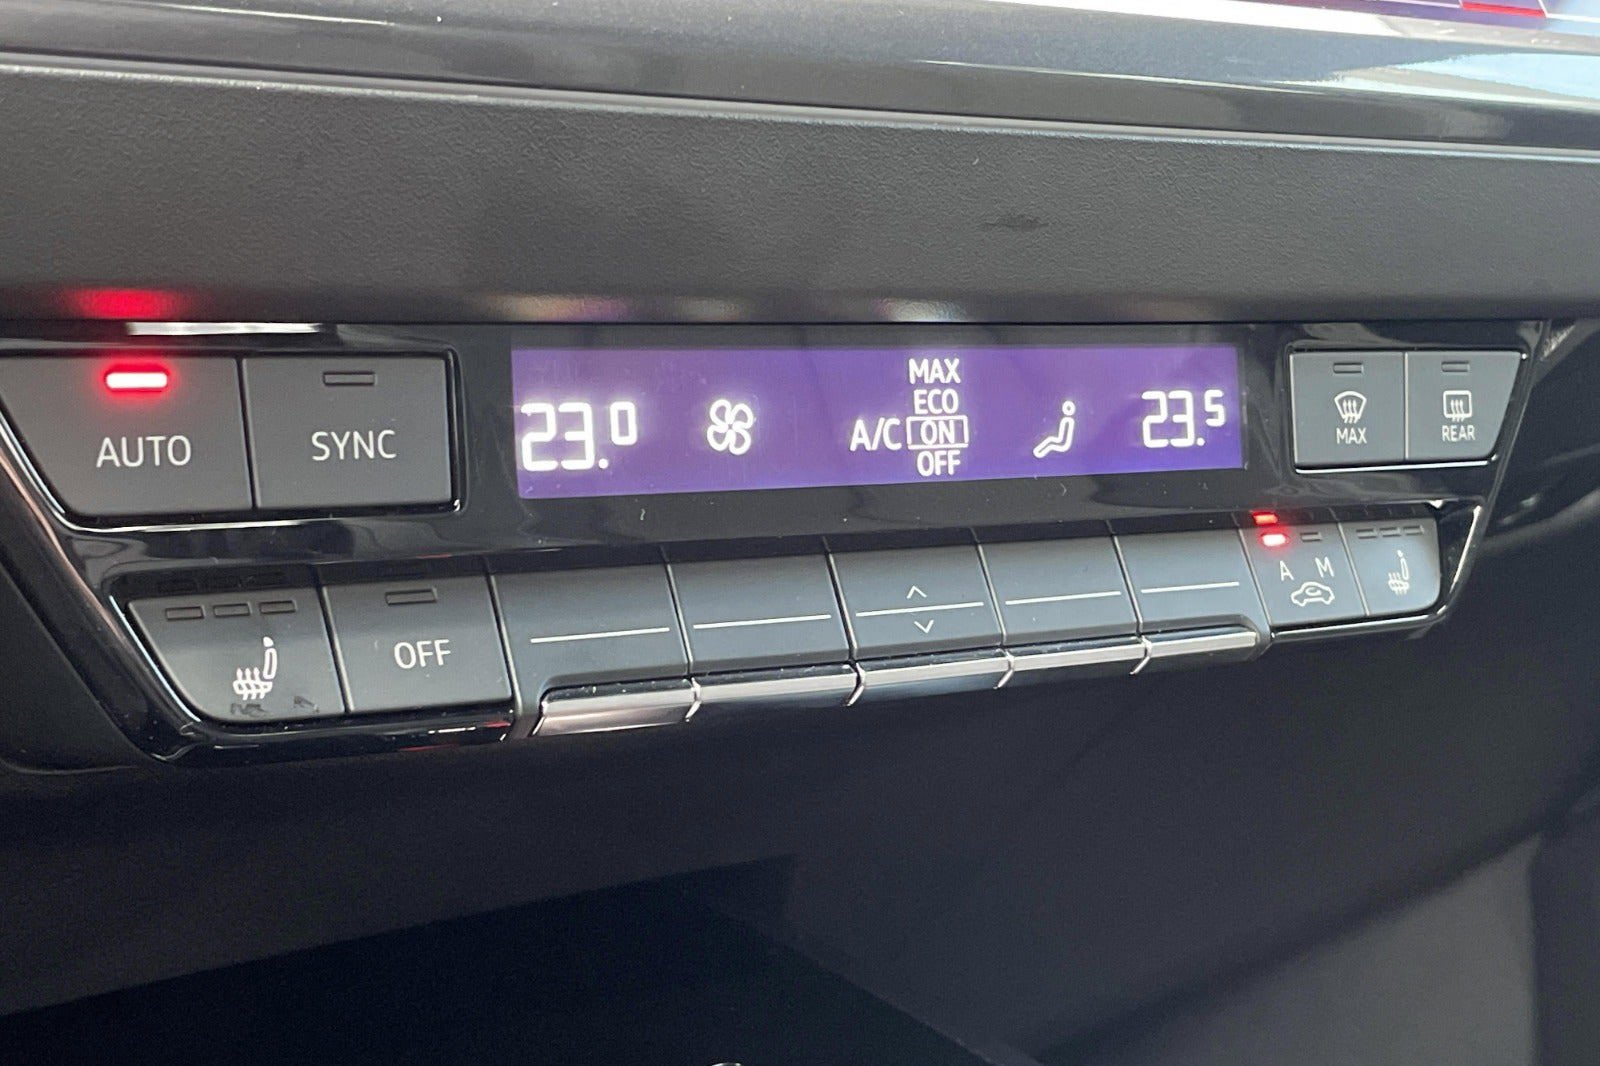 AUTO
SYNC
23.0
A/C
MAX
ECO
ON
OFF
23.5
MAX
REAR
OFF
A M